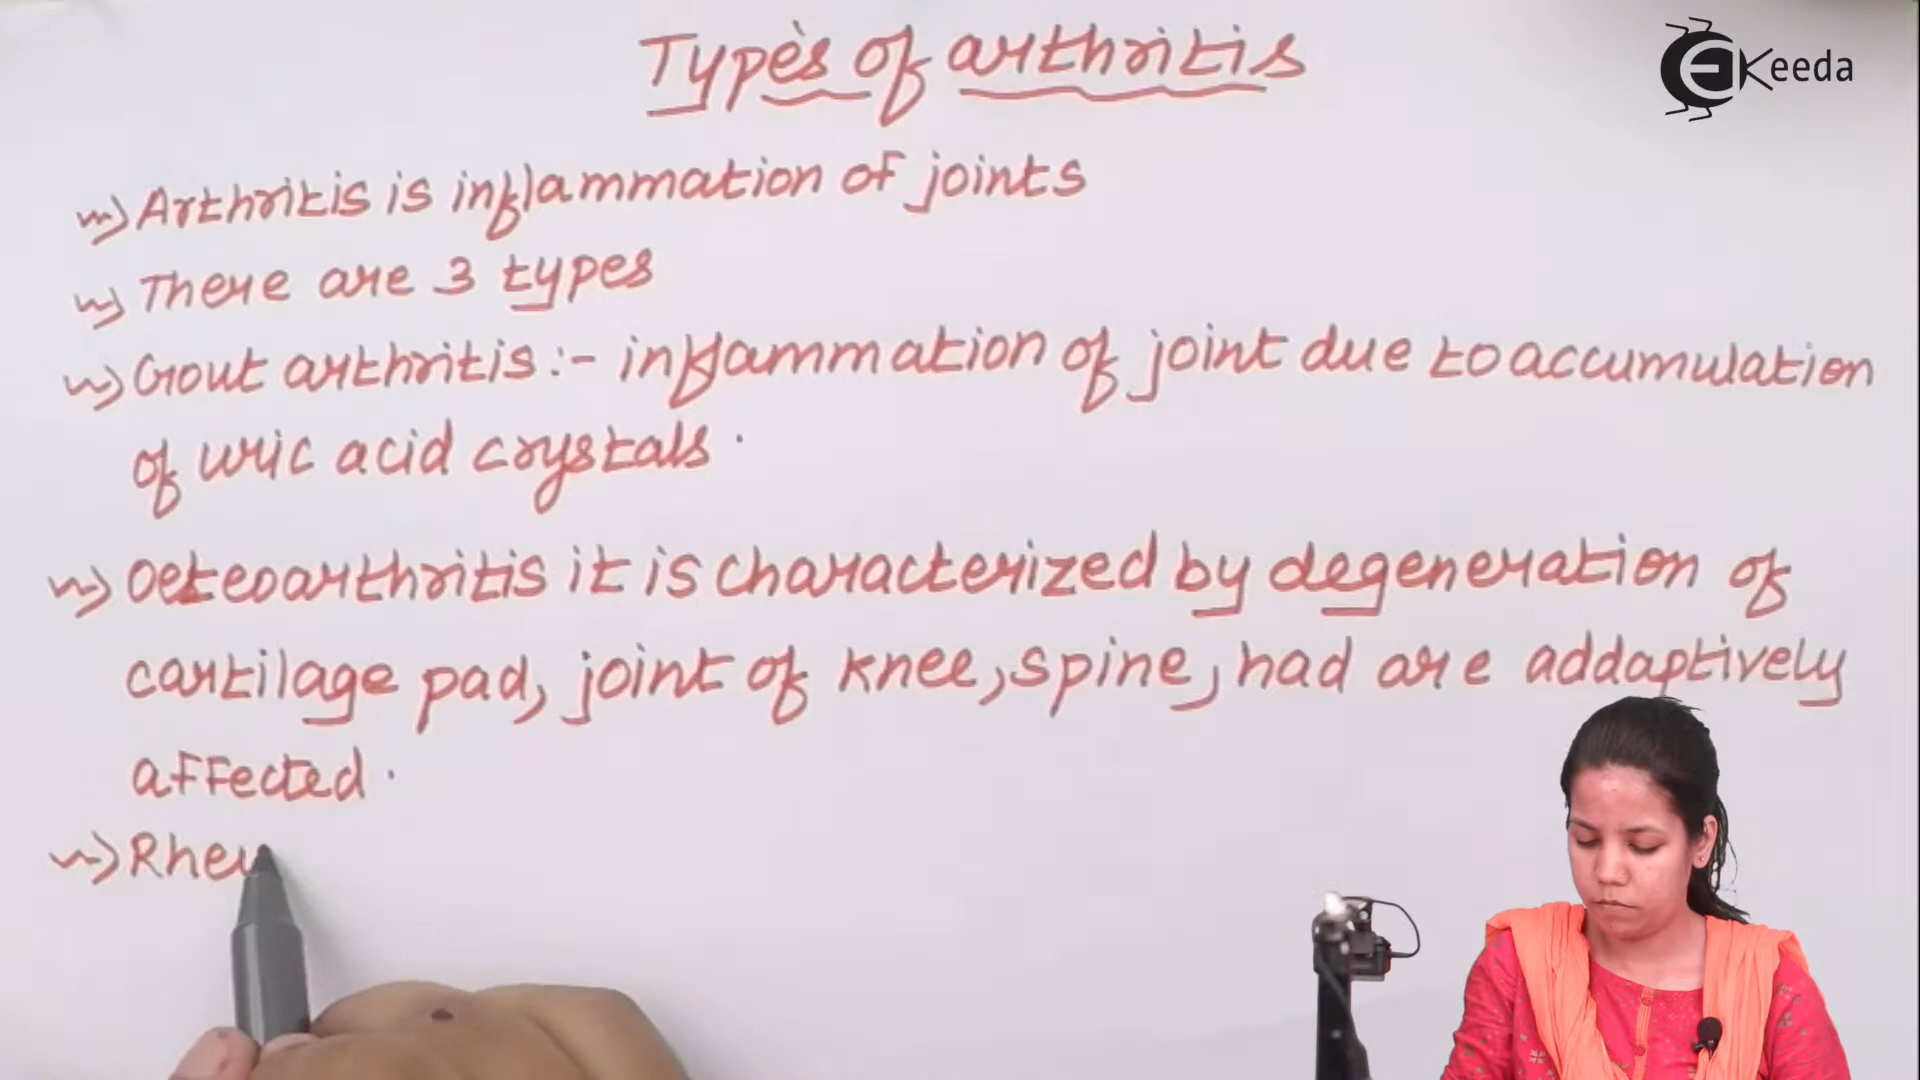 Types of arthritis
EKeeda
Arthritis is inflammation of joints
There are 3 types
Gout arthritis :- inflammation of joint due to accumulation
of uric acid crystals .
Oeteoarthritis it is characterized by degeneration of
cartilage pad, joint of knee, spine, had are addaptively
affected .
Rheu